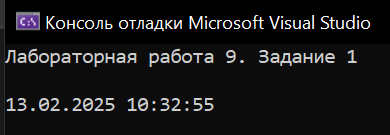 Консоль отладки Microsoft Visual Studio
Лабораторная работа 9. Задание 1
13.02.2025 10:32:55